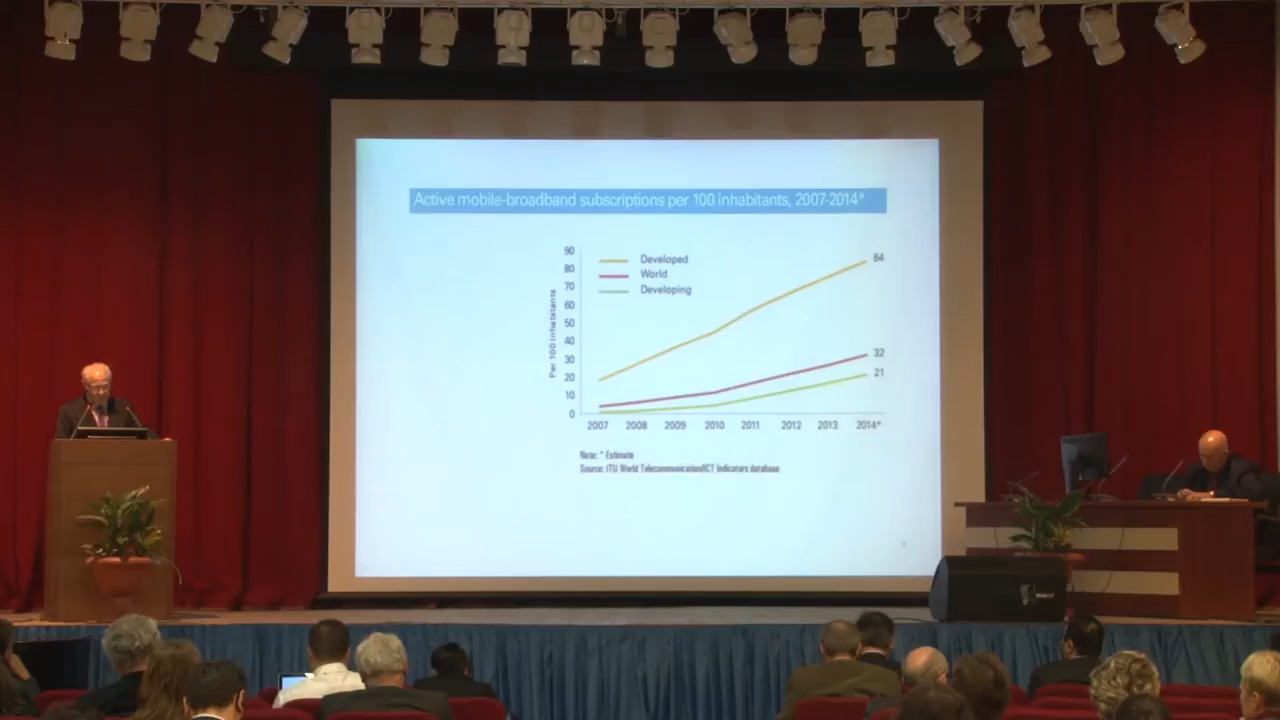 Active mobile-broadband subscriptions per 100 inhabitants, 2007-2014*
90
80
70
60
50
40
30
20
10
0
Per 100 inhabitants
Developed
World
Developing
84
32
21
2007 2008 2009 2010 2011 2012 2013 2014*
Note: * Estimate
Source: ITU World Telecommunication/ICT Indicators database